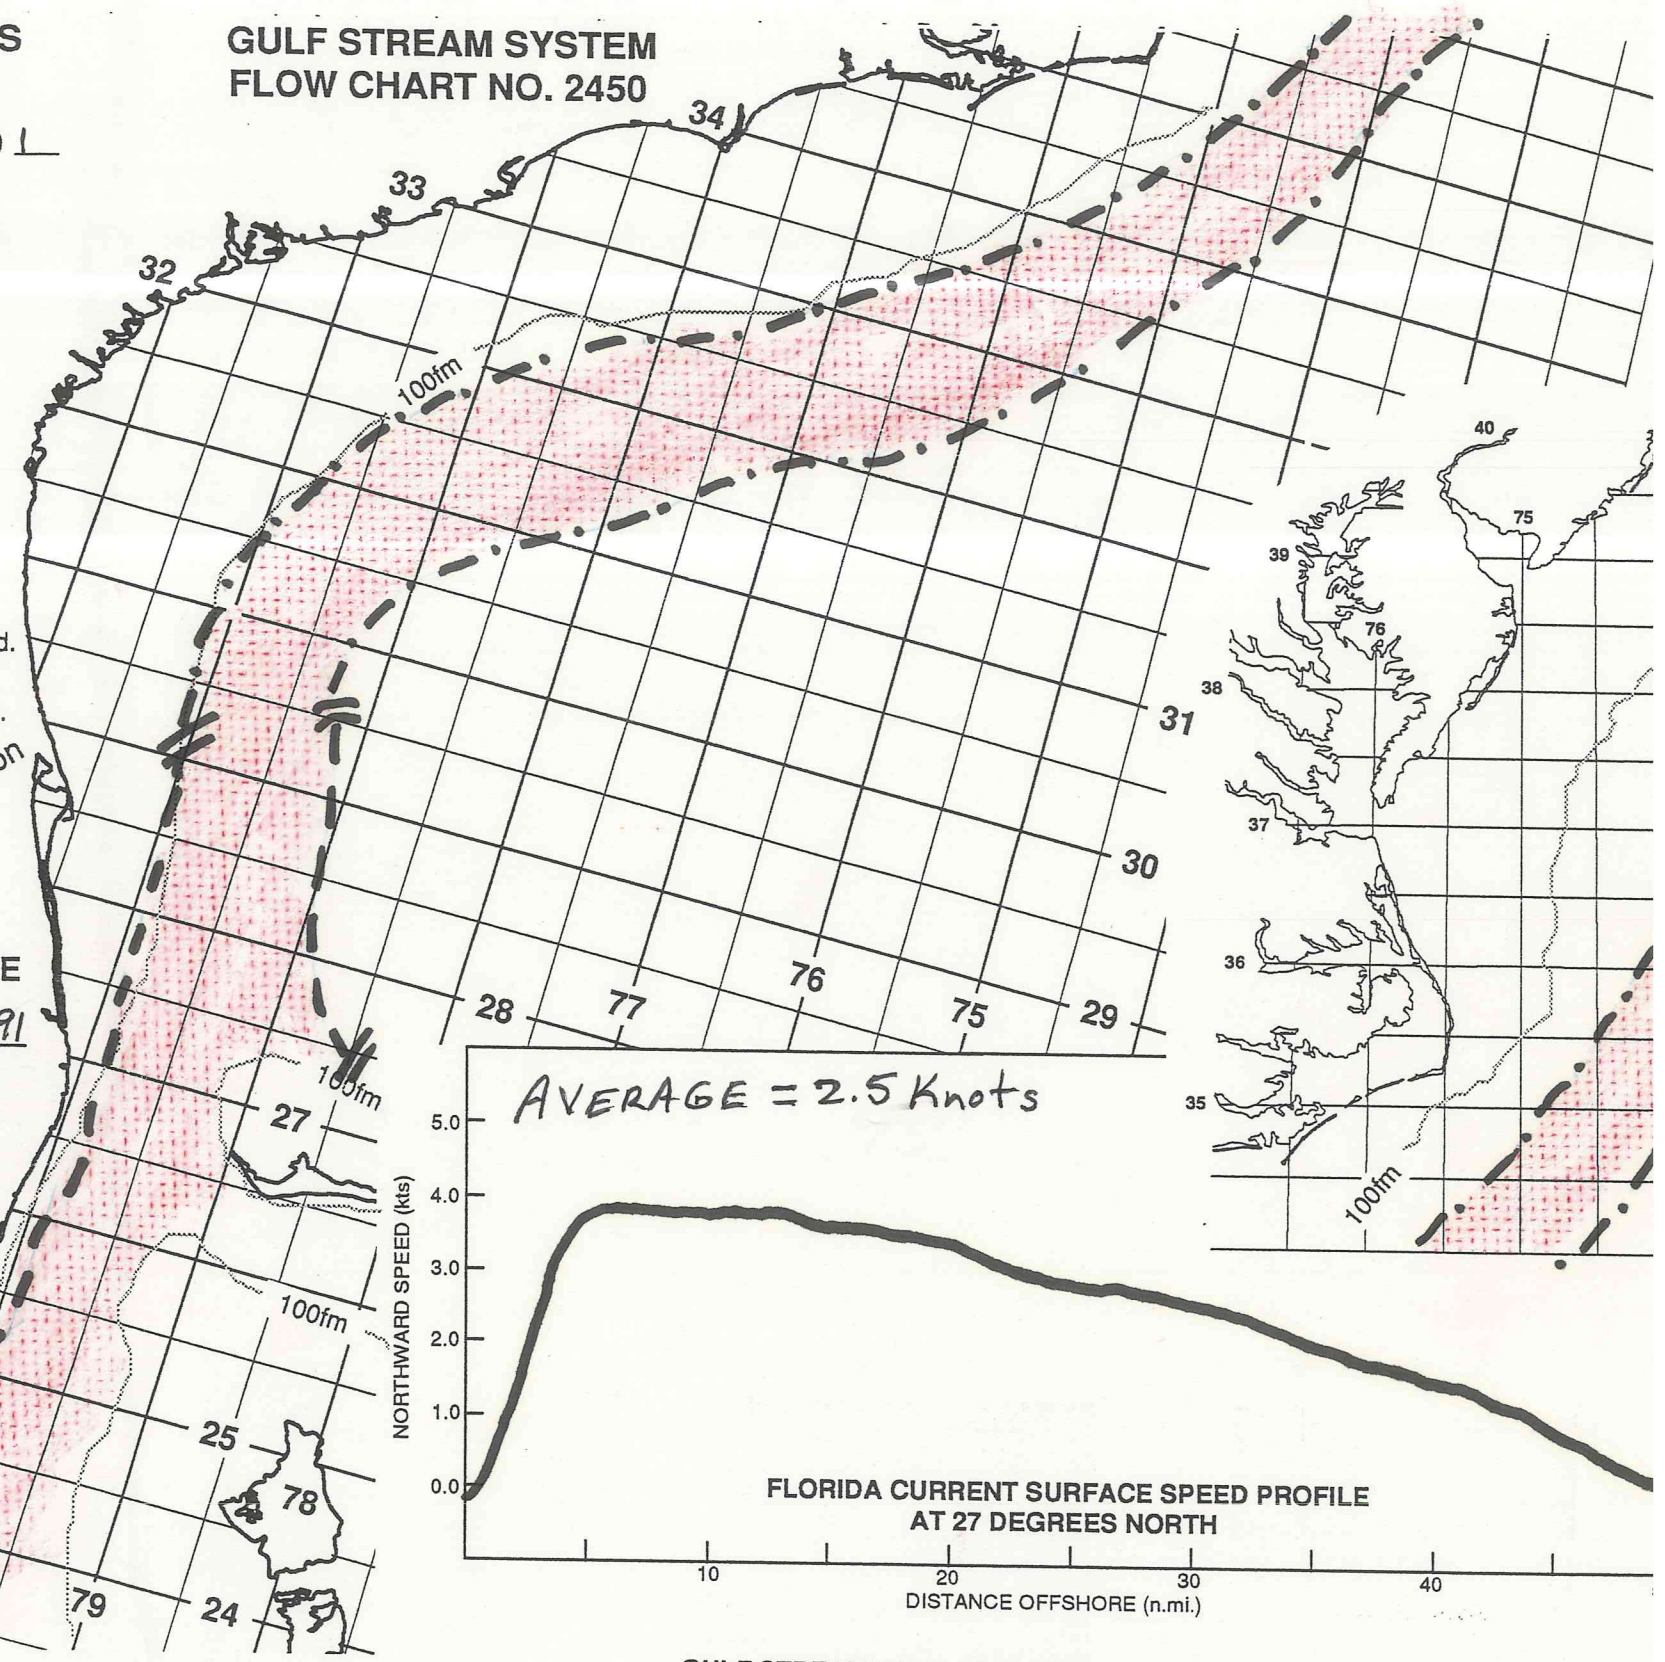 S
GULF STREAM SYSTEM
FLOW CHART NO. 2450
1
34
33
32
100fm
40
75
39
76
38
37
36
35
100fm
d.
on
E
91
31
30
76
77
75
28
29
100fm
27
100fm
25
78
79
24
AVERAGE = 2.5 Knots
5.0
4.0
3.0
2.0
1.0
0.0
NORTHWARD SPEED (kts)
FLORIDA CURRENT SURFACE SPEED PROFILE
AT 27 DEGREES NORTH
10
20
30
40
DISTANCE OFFSHORE (n.mi.)